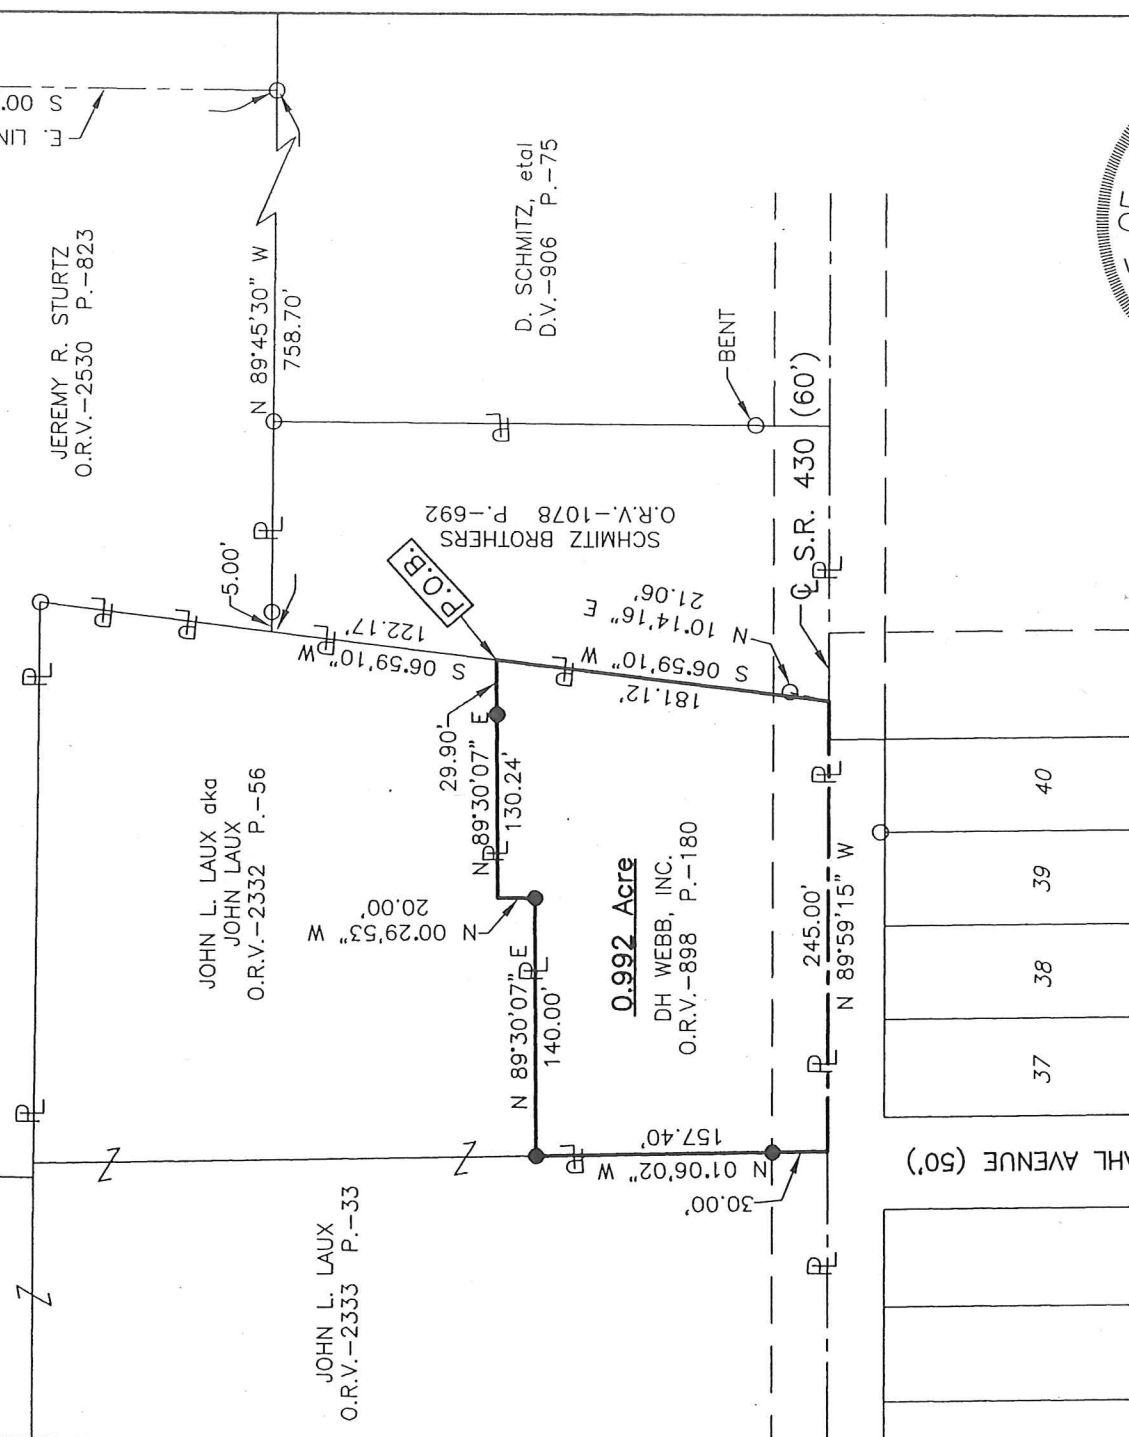 S 00.
E. LIN
JEREMY R. STURTZ
O.R.V.-2530 P.-823
N 89°45'30" W
758.70'
D. SCHMITZ, etal
D.V.-906 P.-75
BENT
S.R. 430 (60')
SCHMITZ BROTHERS
O.R.V.-1078 P.-692
P.O.B.
5.00'
S 06°59'10" W
122.17'
N 10°14'16" E
21.06'
S 06°59'10" W
181.12'
29.90'
N 89°30'07" E
130.24'
JOHN L. LAUX aka
JOHN LAUX
O.R.V.-2332 P.-56
N 00°29'53" W
20.00'
N 89°30'07" E
140.00'
0.992 Acre
DH WEBB, INC.
O.R.V.-898 P.-180
245.00'
N 89°59'15" W
N 01°06'02" W
157.40'
30.00'
JOHN L. LAUX
O.R.V.-2333 P.-33
40
39
38
37
AHL AVENUE (50')
OF